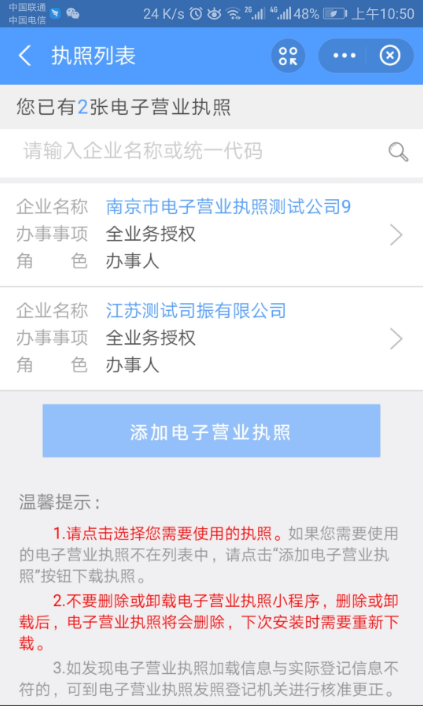 中国联通
中国电信
24 K/s 2G 4G 48% 上午10:50
执照列表
您已有2张电子营业执照
请输入企业名称或统一代码
企业名称 南京市电子营业执照测试公司9
办事事项 全业务授权
角 色 办事人
企业名称 江苏测试司振有限公司
办事事项 全业务授权
角 色 办事人
添加电子营业执照
温馨提示：
1.请点击选择您需要使用的执照。如果您需要使用
的电子营业执照不在列表中，请点击“添加电子营业执
照”按钮下载执照。
2.不要删除或卸载电子营业执照小程序，删除或卸
载后，电子营业执照将会删除，下次安装时需要重新下
载。
3.如发现电子营业执照加载信息与实际登记信息不
符的，可到电子营业执照发照登记机关进行核准更正。